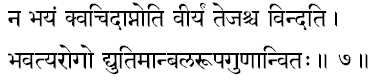 न भयं क्वचिदाप्नोति वीर्यं तेजश्च विन्दति ।
भवत्यरोगो द्युतिमान्बलरूपगुणान्वितः ॥ ७ ॥